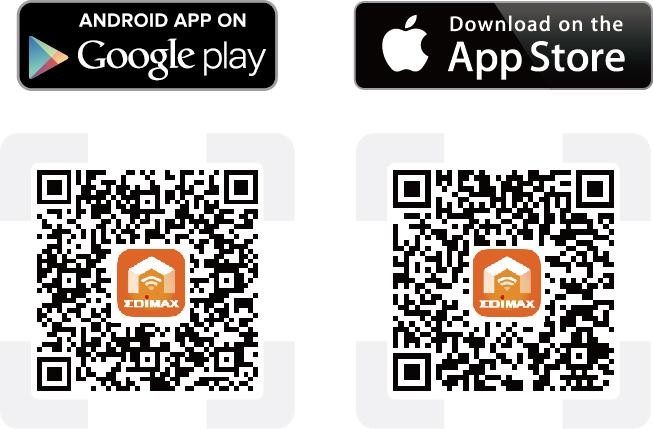 ANDROID APP ON
Google play
Download on the
App Store
EDIMAX
EDIMAX